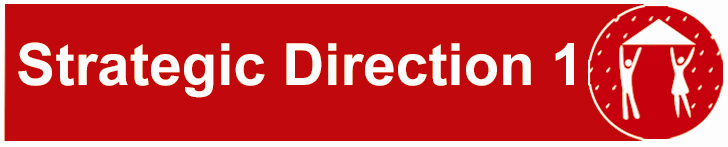 Strategic Direction 1